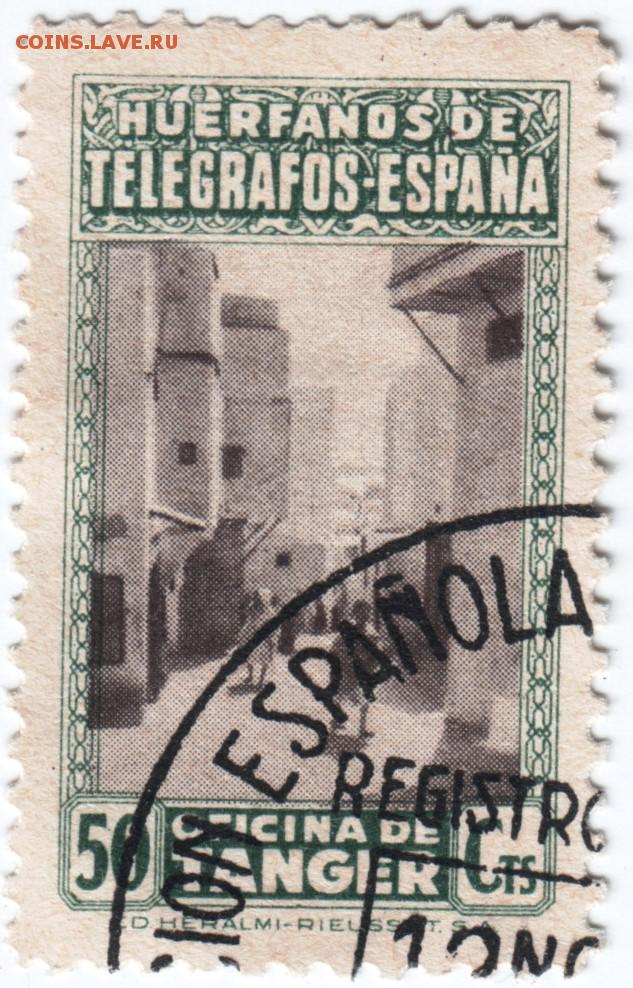 COINS.LAVE.RU
HUERFANOS DE
TELEGRAFOS-ESPAÑA
ESPAÑOLA
REGISTRO
50 OFICINA DE
TANGER CTS